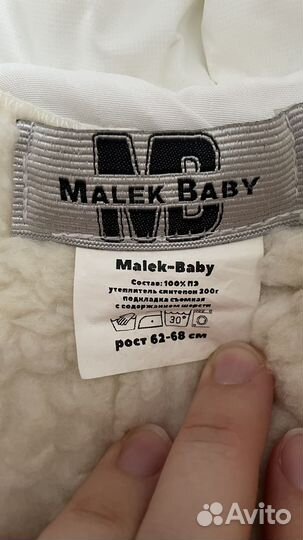 MB
MALEK BABY
Malek-Baby
Состав: 100% ПЭ
утеплитель синтепон 200г
подкладка съемная
с содержанием шерсти
30°
рост 62-68 см
Avito